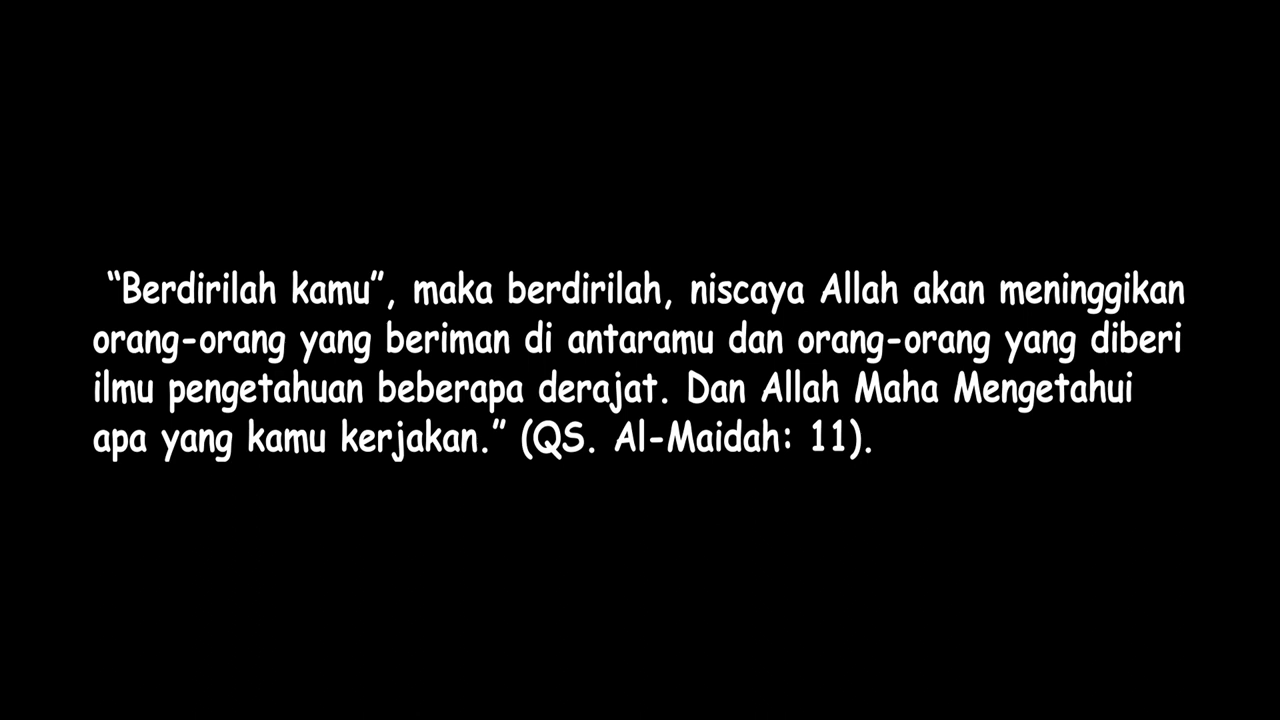 “Berdirilah kamu”, maka berdirilah, niscaya Allah akan meninggikan
orang-orang yang beriman di antaramu dan orang-orang yang diberi
ilmu pengetahuan beberapa derajat. Dan Allah Maha Mengetahui
apa yang kamu kerjakan.” (QS. Al-Maidah: 11).